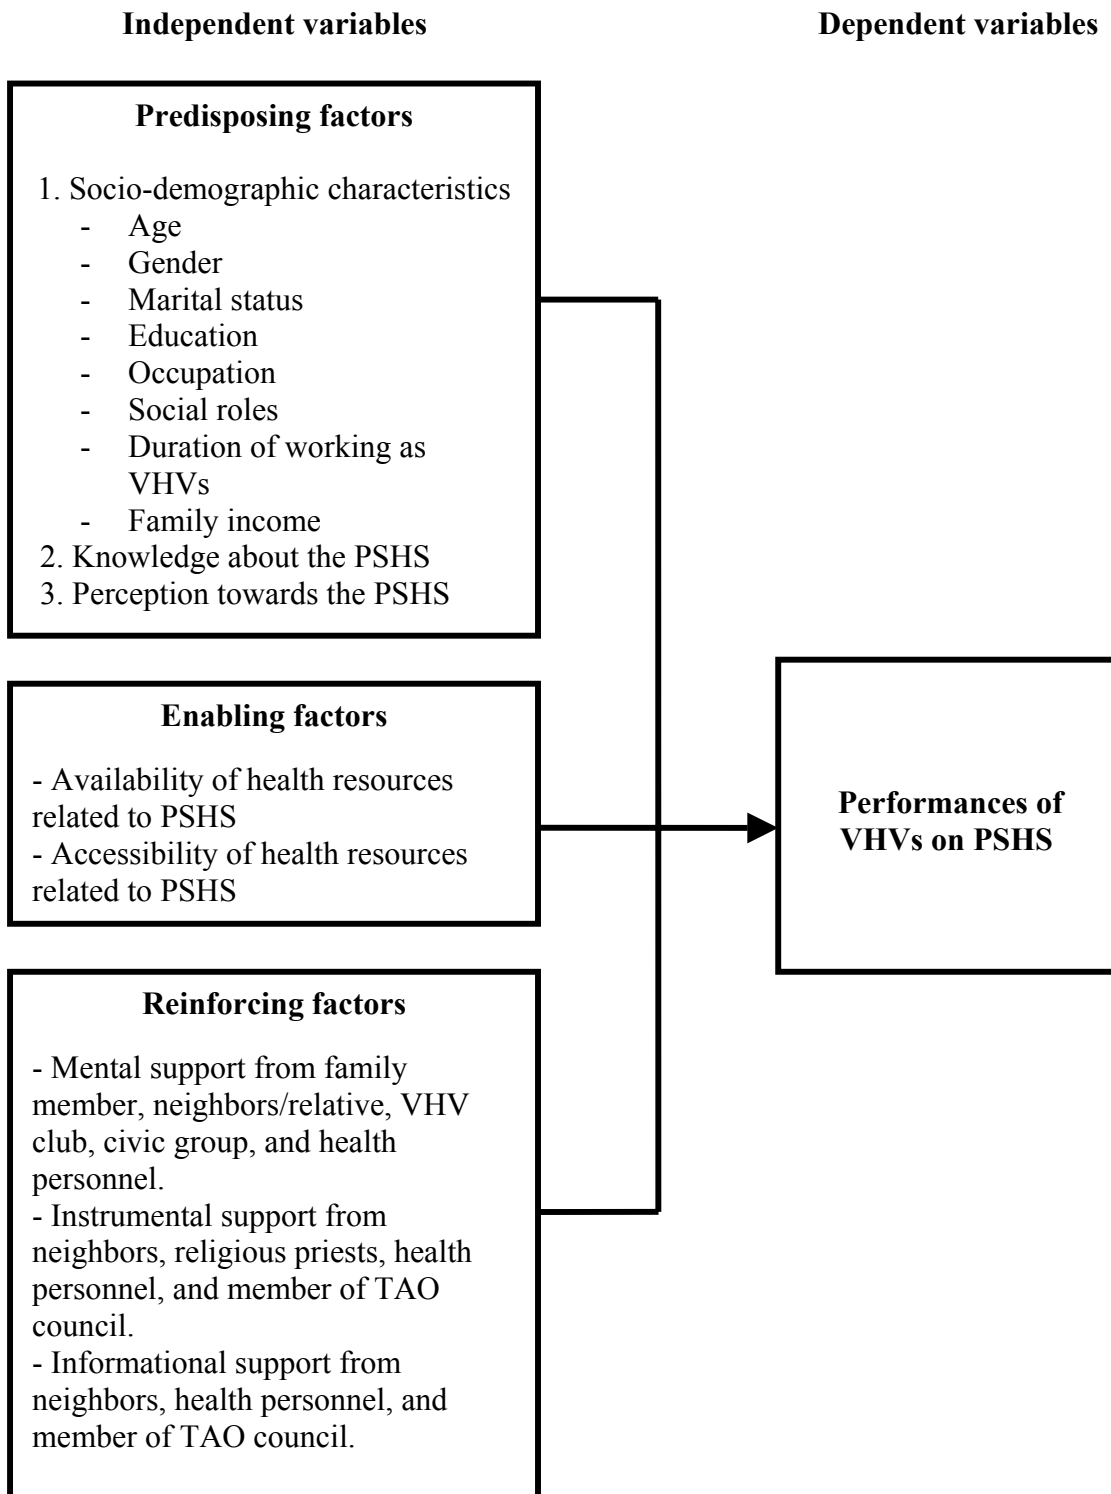 Independent variables
Dependent variables
Predisposing factors
1. Socio-demographic characteristics
- Age
- Gender
- Marital status
- Education
- Occupation
- Social roles
- Duration of working as
VHVs
- Family income
2. Knowledge about the PSHS
3. Perception towards the PSHS
Enabling factors
- Availability of health resources
related to PSHS
- Accessibility of health resources
related to PSHS
Reinforcing factors
- Mental support from family
member, neighbors/relative, VHV
club, civic group, and health
personnel.
- Instrumental support from
neighbors, religious priests, health
personnel, and member of TAO
council.
- Informational support from
neighbors, health personnel, and
member of TAO council.
Performances of
VHVs on PSHS